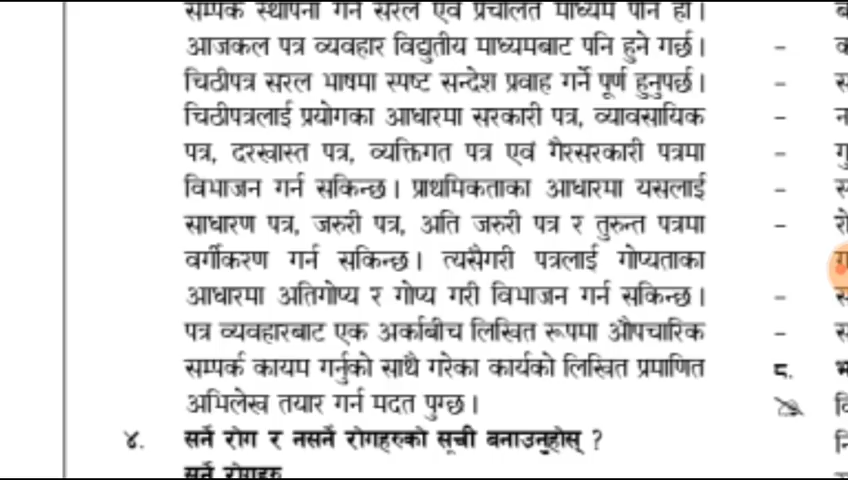 सम्पर्क स्थापना गर्ने सरल एवं प्रचलित माध्यम पनि हो।
आजकल पत्र व्यवहार विद्युतीय माध्यमबाट पनि हुने गर्छ।
चिठीपत्र सरल भाषमा स्पष्ट सन्देश प्रवाह गर्ने पूर्ण हुनुपर्छ।
चिठीपत्रलाई प्रयोगका आधारमा सरकारी पत्र, व्यावसायिक
पत्र, दरखास्त पत्र, व्यक्तिगत पत्र एवं गैरसरकारी पत्रमा
विभाजन गर्न सकिन्छ। प्राथमिकताका आधारमा यसलाई
साधारण पत्र, जरुरी पत्र, अति जरुरी पत्र र तुरुन्त पत्रमा
वर्गीकरण गर्न सकिन्छ। त्यसैगरी पत्रलाई गोप्यताका
आधारमा अतिगोप्य र गोप्य गरी विभाजन गर्न सकिन्छ।
पत्र व्यवहारबाट एक अर्काबीच लिखित रूपमा औपचारिक
सम्पर्क कायम गर्नुको साथै गरेका कार्यको लिखित प्रमाणित
अभिलेख तयार गर्न मदत पुग्छ।
४. सर्ने रोग र नसर्ने रोगहरुको सूची बनाउनुहोस् ?
सर्ने रोगहरु
८.